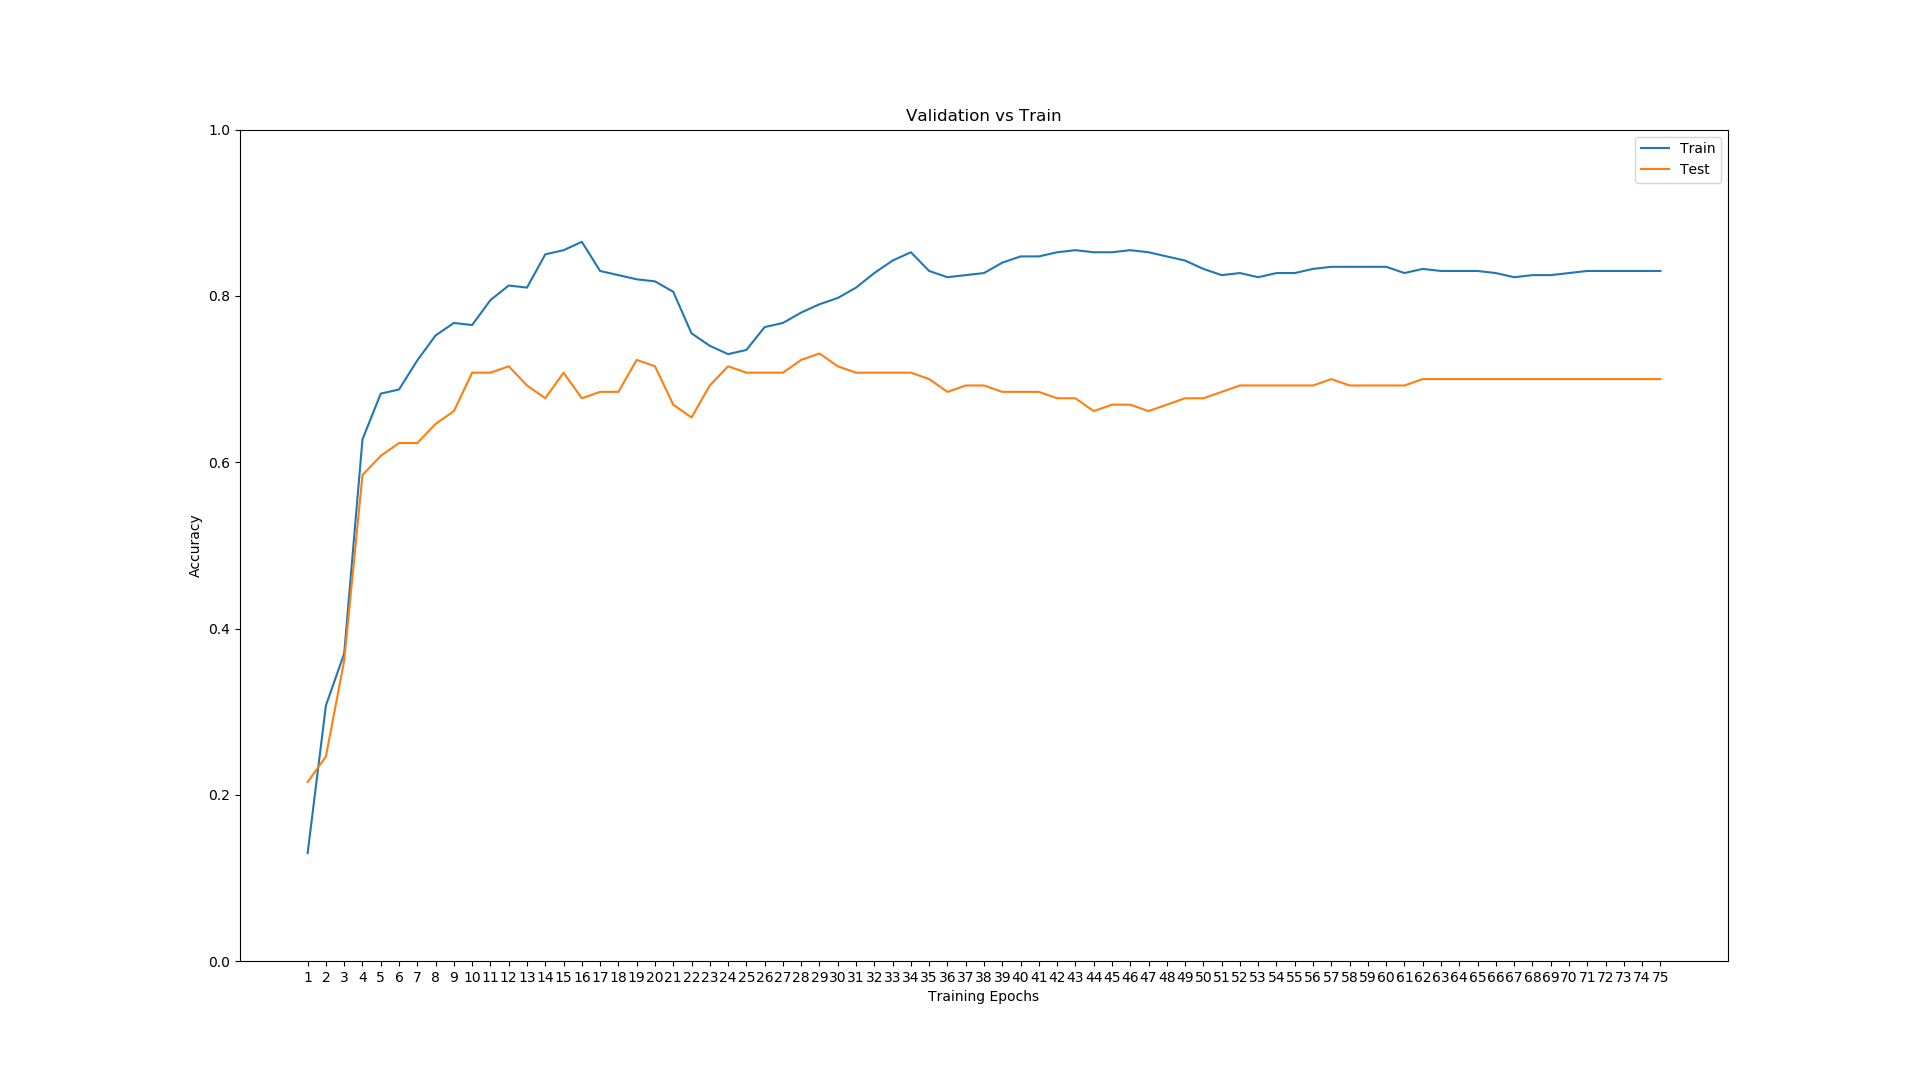 Validation vs Train
1.0
0.8
0.6
0.4
0.2
0.0
Accuracy
Train
Test
1 2 3 4 5 6 7 8 9 10 11 12 13 14 15 16 17 18 19 20 21 22 23 24 25 26 27 28 29 30 31 32 33 34 35 36 37 38 39 40 41 42 43 44 45 46 47 48 49 50 51 52 53 54 55 56 57 58 59 60 61 62 63 64 65 66 67 68 69 70 71 72 73 74 75
Training Epochs